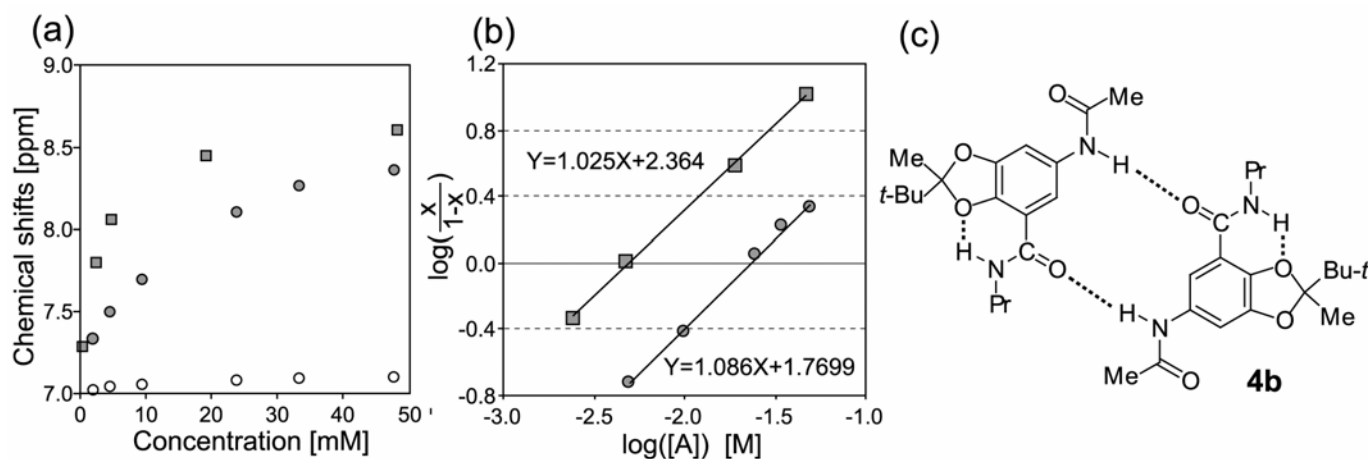 (a)
9.0
8.5
8.0
7.5
7.0
Chemical shifts [ppm]
0 10 20 30 40 50
Concentration [mM]
(b)
1.2
0.8
0.4
0.0
-0.4
-0.8
log(x/1-x)
Y=1.025X+2.364
Y=1.086X+1.7699
-3.0 -2.5 -2.0 -1.5 -1.0
log([A]) [M]
(c)
O Me
N H
Me O
t-Bu O
O
H N C O
Pr
Pr
O C N H
O Bu-t
O Me
H N
Me O
4b